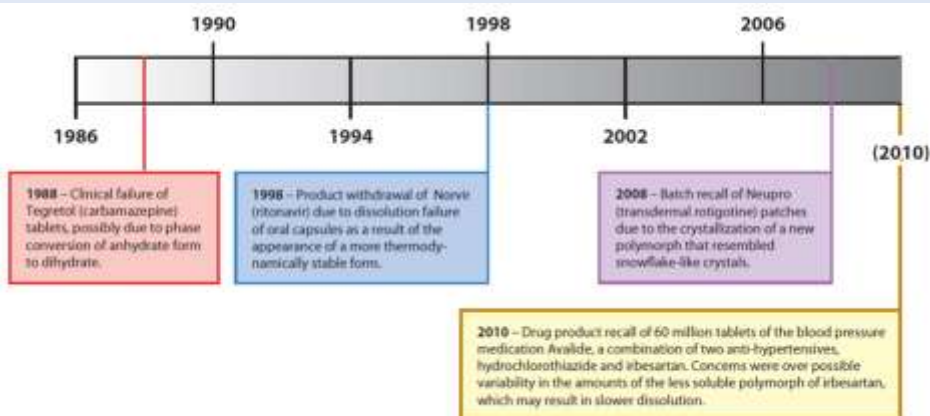 1990
1998
2006
1986
1994
2002
(2010)
1988 – Clinical failure of
Tegretol (carbamazepine)
tablets, possibly due to phase
conversion of anhydrate form
to dihydrate.
1998 – Product withdrawal of Norvir
(ritonavir) due to dissolution failure
of oral capsules as a result of the
appearance of a more thermody-
namically stable form.
2008 – Batch recall of Neupro
(transdermal rotigotine) patches
due to the crystallization of a new
polymorph that resembled
snowflake-like crystals.
2010 – Drug product recall of 60 million tablets of the blood pressure
medication Avalide, a combination of two anti-hypertensives,
hydrochlorothiazide and irbesartan. Concerns were over possible
variability in the amounts of the less soluble polymorph of irbesartan,
which may result in slower dissolution.